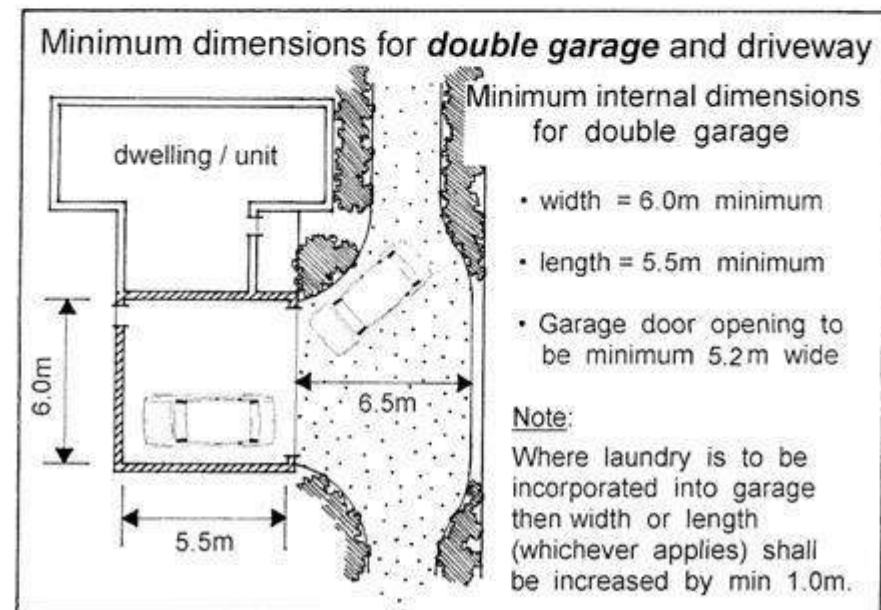 Minimum dimensions for double garage and driveway
Minimum internal dimensions
for double garage
dwelling / unit
• width = 6.0m minimum
• length = 5.5m minimum
• Garage door opening to
be minimum 5.2m wide
6.0m
6.5m
5.5m
Note:
Where laundry is to be
incorporated into garage
then width or length
(whichever applies) shall
be increased by min 1.0m.